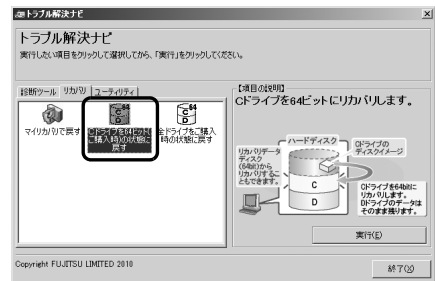 トラブル解決ナビ
トラブル解決ナビ
実行したい項目をクリックして選択してから、「実行」をクリックしてください。
診断ツール リカバリ ユーティリティ
マイリカバリで戻す
64
C
D
Cドライブを64ビット(ご購入時)の状態に戻す
64
C
D
全ドライブをご購入時の状態に戻す
【項目の説明】
Cドライブを64ビットにリカバリします。
ハードディスク
リカバリデータ
ディスク
(64bit)から
リカバリするこ
ともできます。
Cドライブの
ディスクイメージ
C
D
Cドライブを64bitに
リカバリします。
Dドライブのデータは
そのまま残ります。
実行(E)
Copyright FUJITSU LIMITED 2010
終了(X)